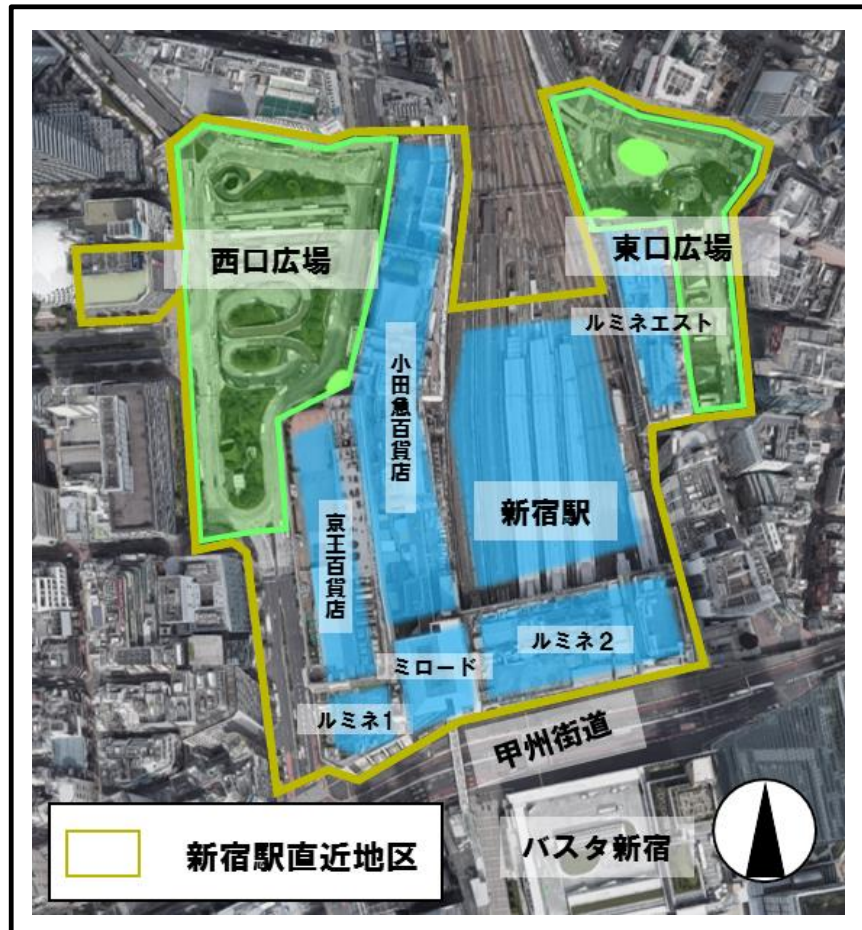 西口広場
東口広場
ルミネエスト
小田急百貨店
新宿駅
京王百貨店
ルミネ2
ミロード
ルミネ1
甲州街道
新宿駅直近地区
バスタ新宿